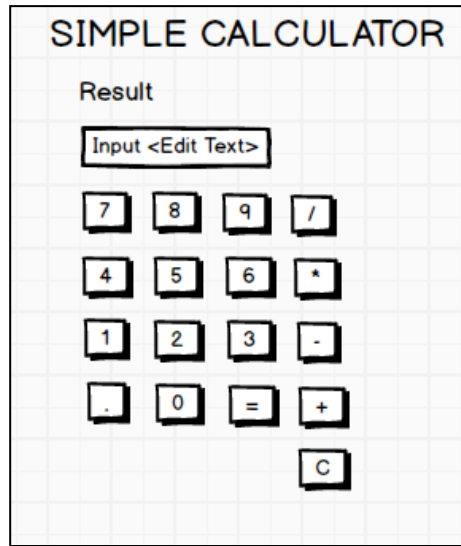 SIMPLE CALCULATOR
Result
Input <Edit Text>
7 8 9 /
4 5 6 *
1 2 3 -
. 0 = +
C